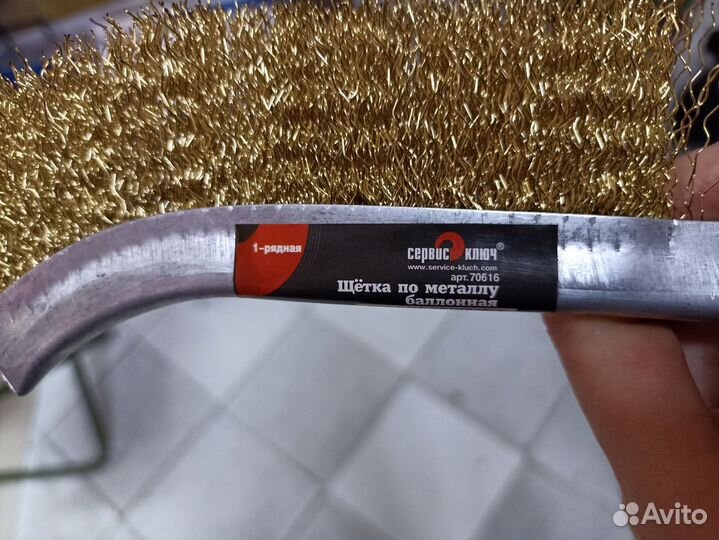 1-рядная
сервис ключ®
www.service-kluch.com
арт.70616
Щётка по металлу
баллонная
Avito